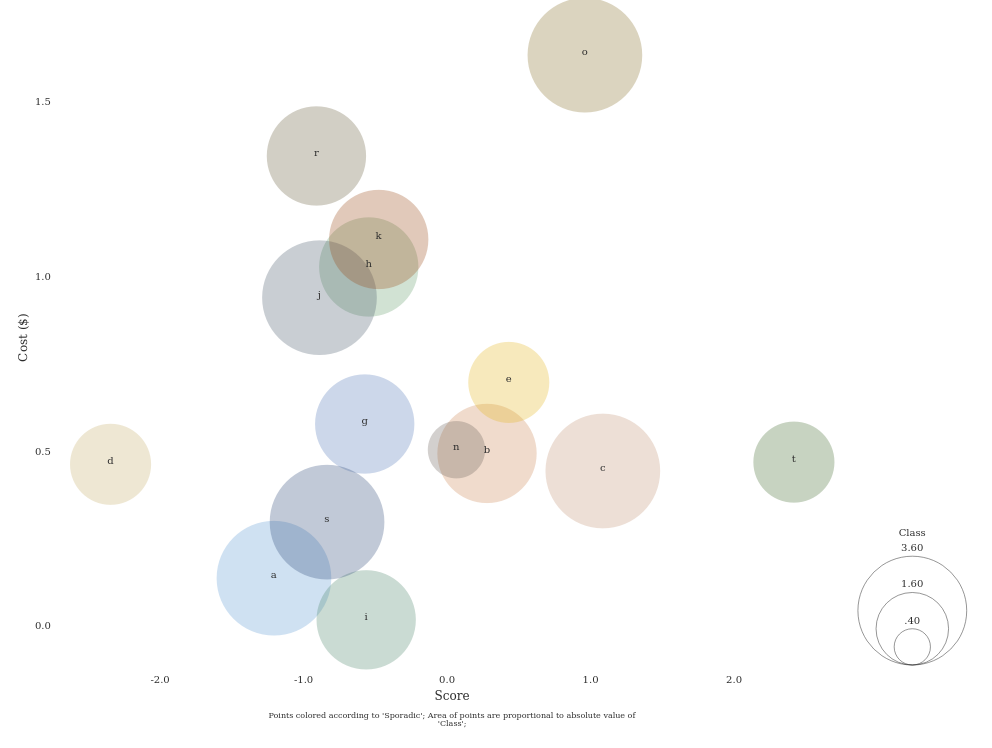 o
1.5
r
k
h
1.0
j
Cost ($)
e
g
0.5
n
b
d
t
c
s
Class
3.60
a
1.60
i
.40
0.0
-2.0 -1.0 0.0 1.0 2.0
Score
Points colored according to 'Sporadic'; Area of points are proportional to absolute value of
'Class';